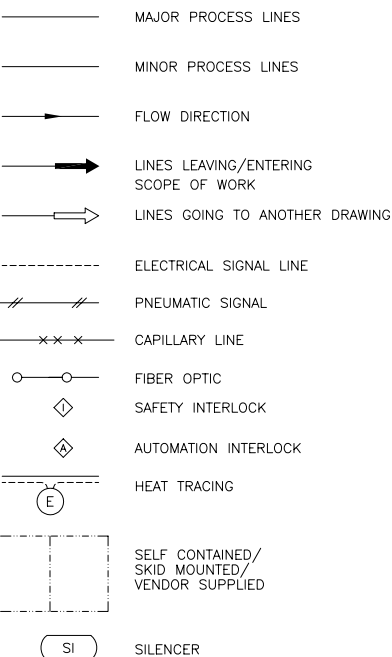 MAJOR PROCESS LINES
MINOR PROCESS LINES
FLOW DIRECTION
LINES LEAVING/ENTERING
SCOPE OF WORK
LINES GOING TO ANOTHER DRAWING
ELECTRICAL SIGNAL LINE
PNEUMATIC SIGNAL
CAPILLARY LINE
FIBER OPTIC
I SAFETY INTERLOCK
A AUTOMATION INTERLOCK
HEAT TRACING
E
SELF CONTAINED/
SKID MOUNTED/
VENDOR SUPPLIED
SI SILENCER